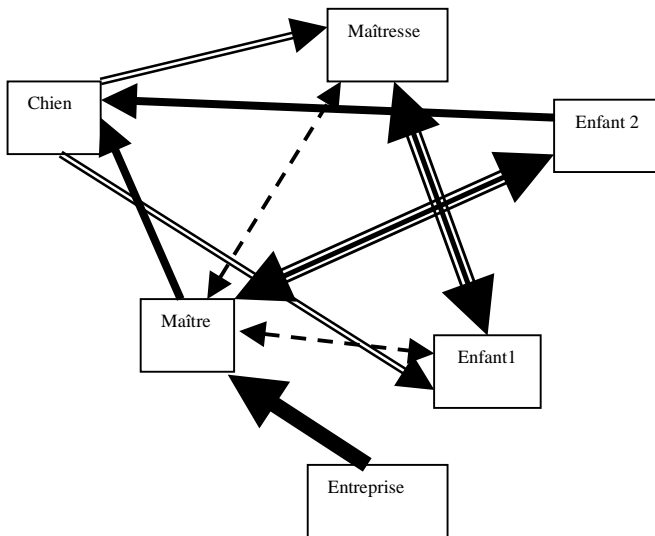 Maîtresse
Chien
Enfant 2
Maître
Enfant1
Entreprise